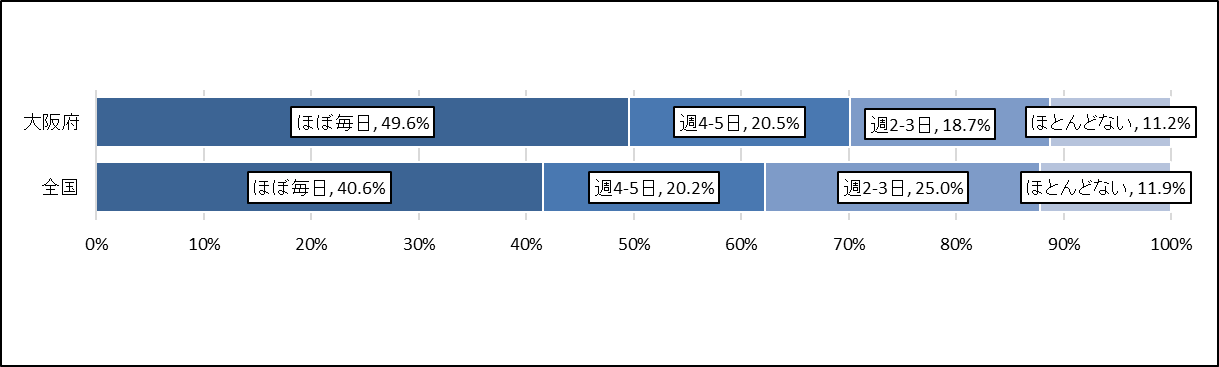 大阪府
ほぼ毎日, 49.6%
週4-5日, 20.5%
週2-3日, 18.7%
ほとんどない, 11.2%
全国
ほぼ毎日, 40.6%
週4-5日, 20.2%
週2-3日, 25.0%
ほとんどない, 11.9%
0% 10% 20% 30% 40% 50% 60% 70% 80% 90% 100%